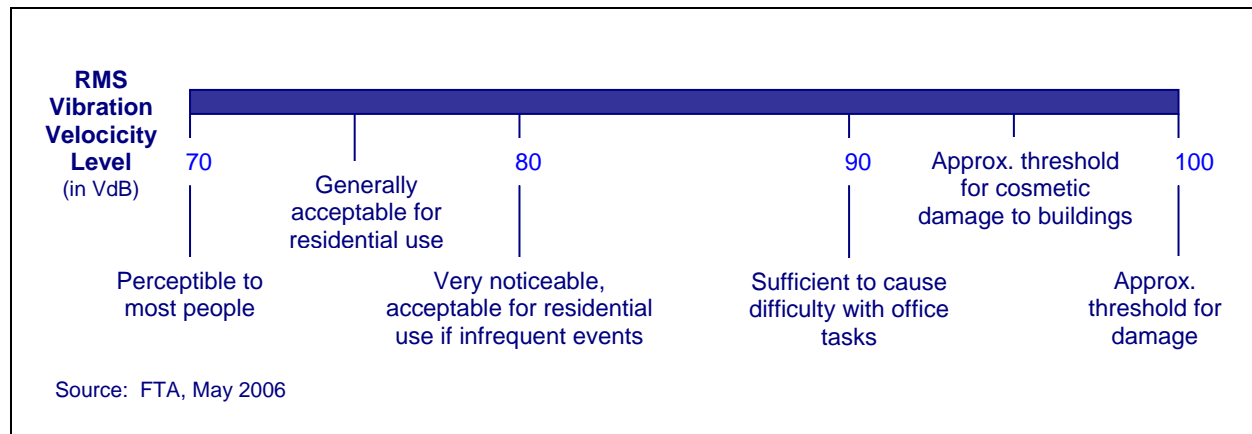 RMS
Vibration
Velocicity
Level
(in VdB)
70
80
90
100
Generally
acceptable for
residential use
Approx. threshold
for cosmetic
damage to buildings
Perceptible to
most people
Very noticeable,
acceptable for residential
use if infrequent events
Sufficient to cause
difficulty with office
tasks
Approx.
threshold for
damage
Source: FTA, May 2006